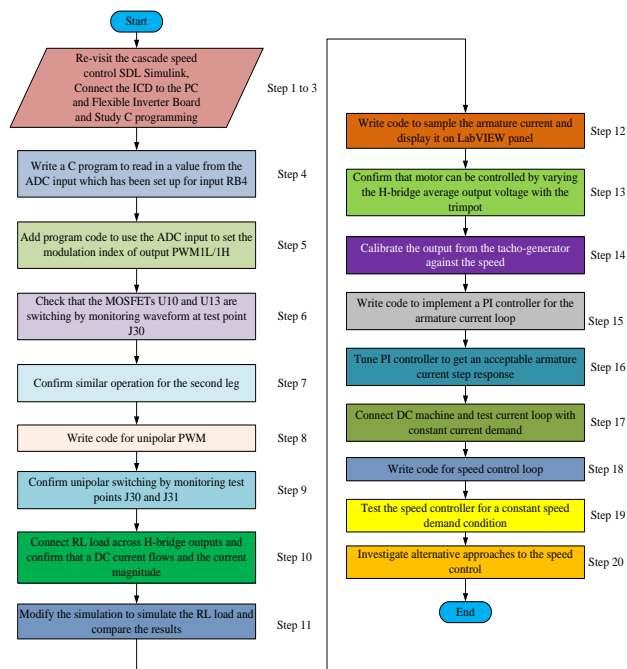 Start
Re-visit the cascade speed
control SDL Simulink,
Connect the ICD to the PC
and Flexible Inverter Board
and Study C programming
Step 1 to 3
Write a C program to read in a value from the
ADC input which has been set up for input RB4
Step 4
Add program code to use the ADC input to set the
modulation index of output PWM1L/1H
Step 5
Check that the MOSFETs U10 and U13 are
switching by monitoring waveform at test point
J30
Step 6
Confirm similar operation for the second leg
Step 7
Write code for unipolar PWM
Step 8
Confirm unipolar switching by monitoring test
points J30 and J31
Step 9
Connect RL load across H-bridge outputs and
confirm that a DC current flows and the current
magnitude
Step 10
Modify the simulation to simulate the RL load and
compare the results
Step 11
Write code to sample the armature current and
display it on LabVIEW panel
Step 12
Confirm that motor can be controlled by varying
the H-bridge average output voltage with the
trimpot
Step 13
Calibrate the output from the tacho-generator
against the speed
Step 14
Write code to implement a PI controller for the
armature current loop
Step 15
Tune PI controller to get an acceptable armature
current step response
Step 16
Connect DC machine and test current loop with
constant current demand
Step 17
Write code for speed control loop
Step 18
Test the speed controller for a constant speed
demand condition
Step 19
Investigate alternative approaches to the speed
control
Step 20
End